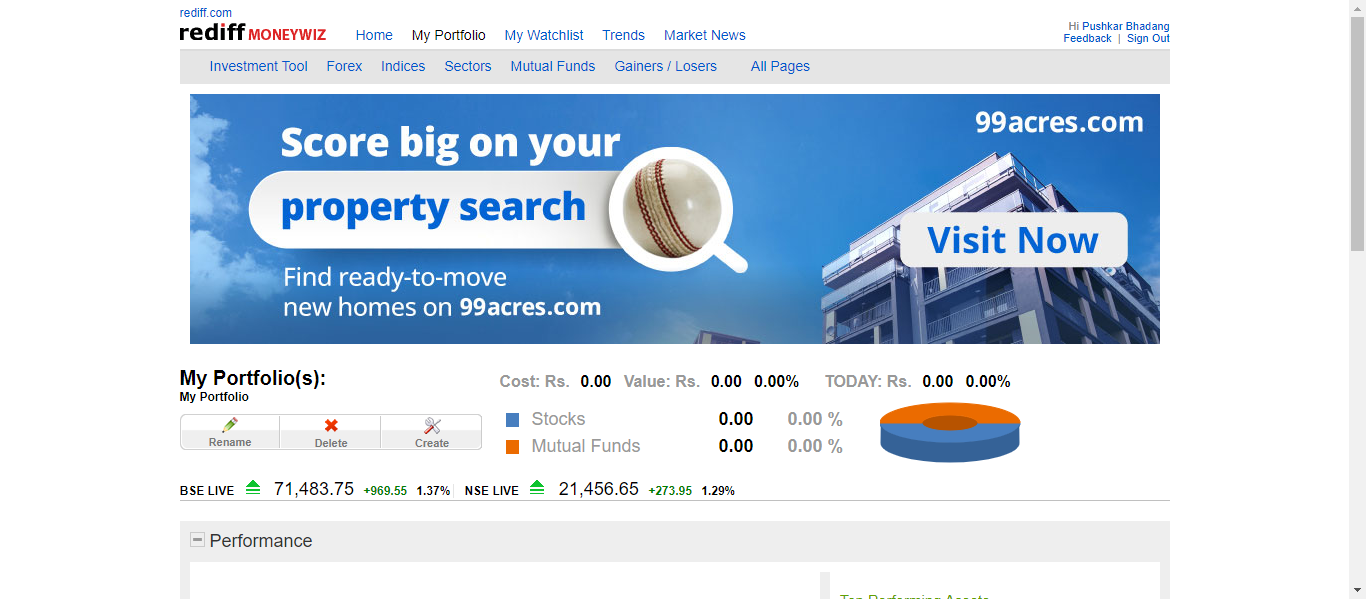 rediff.com
rediff MONEYWIZ Home My Portfolio My Watchlist Trends Market News
Hi Pushkar Bhadang
Feedback | Sign Out
Investment Tool Forex Indices Sectors Mutual Funds Gainers / Losers All Pages
Score big on your
property search
Find ready-to-move
new homes on 99acres.com
99acres.com
Visit Now
My Portfolio(s):
My Portfolio
Rename Delete Create
Cost: Rs. 0.00 Value: Rs. 0.00 0.00% TODAY: Rs. 0.00 0.00%
Stocks 0.00 0.00 %
Mutual Funds 0.00 0.00 %
BSE LIVE 71,483.75 +969.55 1.37% NSE LIVE 21,456.65 +273.95 1.29%
Performance
Top Performing Assets